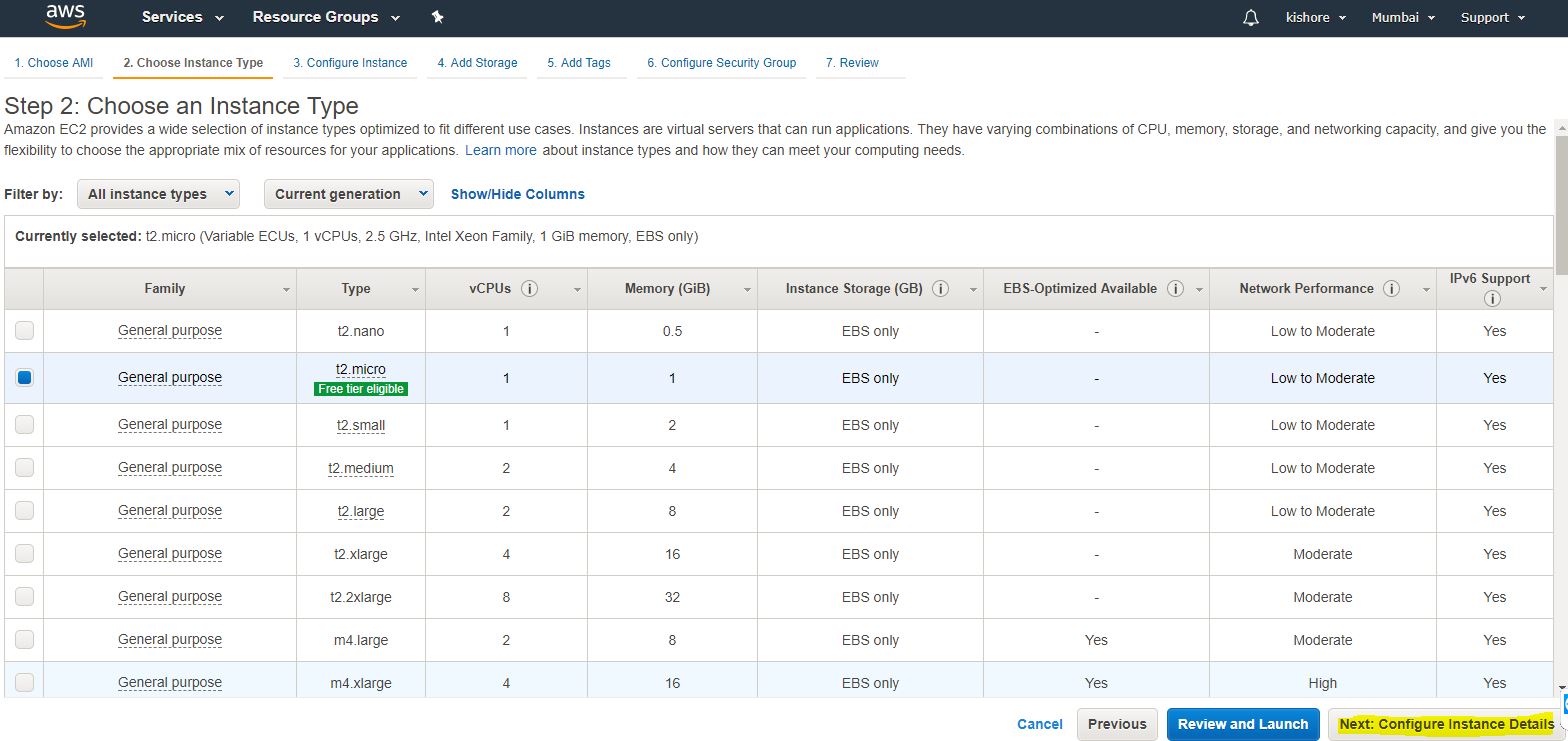 aws Services Resource Groups kishore Mumbai Support
1. Choose AMI 2. Choose Instance Type 3. Configure Instance 4. Add Storage 5. Add Tags 6. Configure Security Group 7. Review
Step 2: Choose an Instance Type
Amazon EC2 provides a wide selection of instance types optimized to fit different use cases. Instances are virtual servers that can run applications. They have varying combinations of CPU, memory, storage, and networking capacity, and give you the
flexibility to choose the appropriate mix of resources for your applications. Learn more about instance types and how they can meet your computing needs.
Filter by: All instance types Current generation Show/Hide Columns
Currently selected: t2.micro (Variable ECUs, 1 vCPUs, 2.5 GHz, Intel Xeon Family, 1 GiB memory, EBS only)
Family Type vCPUs i Memory (GiB) Instance Storage (GB) i EBS-Optimized Available i Network Performance i IPv6 Support i
General purpose t2.nano 1 0.5 EBS only - Low to Moderate Yes
General purpose t2.micro 1 1 EBS only - Low to Moderate Yes
Free tier eligible
General purpose t2.small 1 2 EBS only - Low to Moderate Yes
General purpose t2.medium 2 4 EBS only - Low to Moderate Yes
General purpose t2.large 2 8 EBS only - Low to Moderate Yes
General purpose t2.xlarge 4 16 EBS only - Moderate Yes
General purpose t2.2xlarge 8 32 EBS only - Moderate Yes
General purpose m4.large 2 8 EBS only Yes Moderate Yes
General purpose m4.xlarge 4 16 EBS only Yes High Yes
Cancel Previous Review and Launch Next: Configure Instance Details